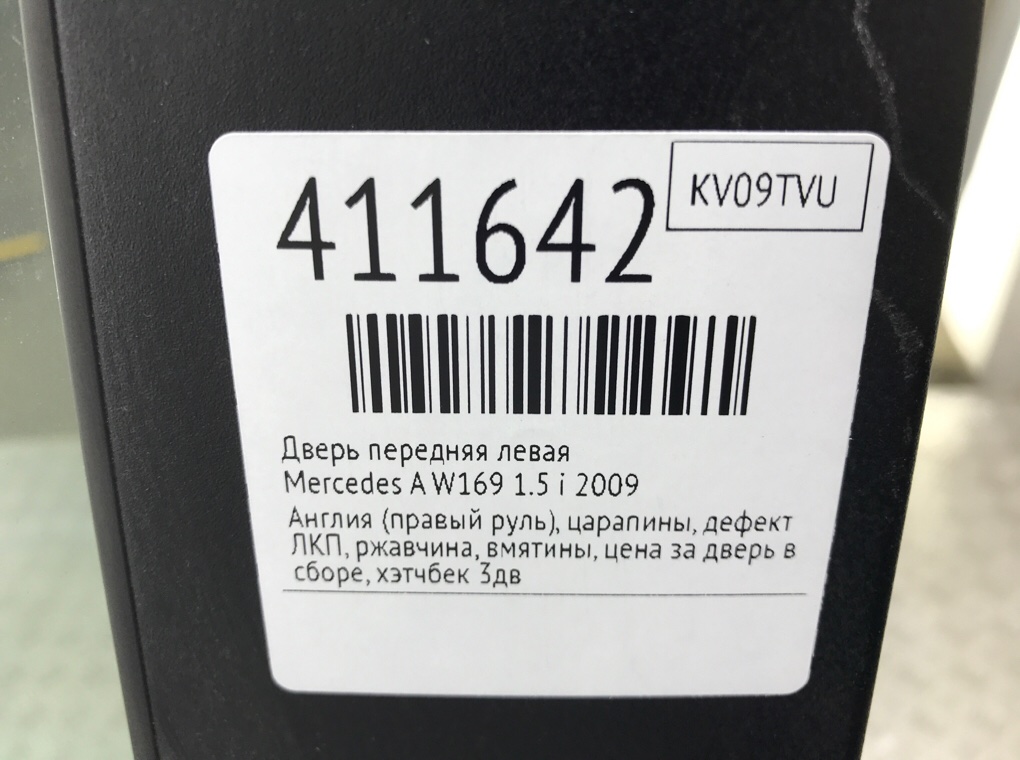 411642
KV09TVU
Дверь передняя левая
Mercedes A W169 1.5 i 2009
Англия (правый руль), царапины, дефект
ЛКП, ржавчина, вмятины, цена за дверь в
сборе, хэтчбек 3дв